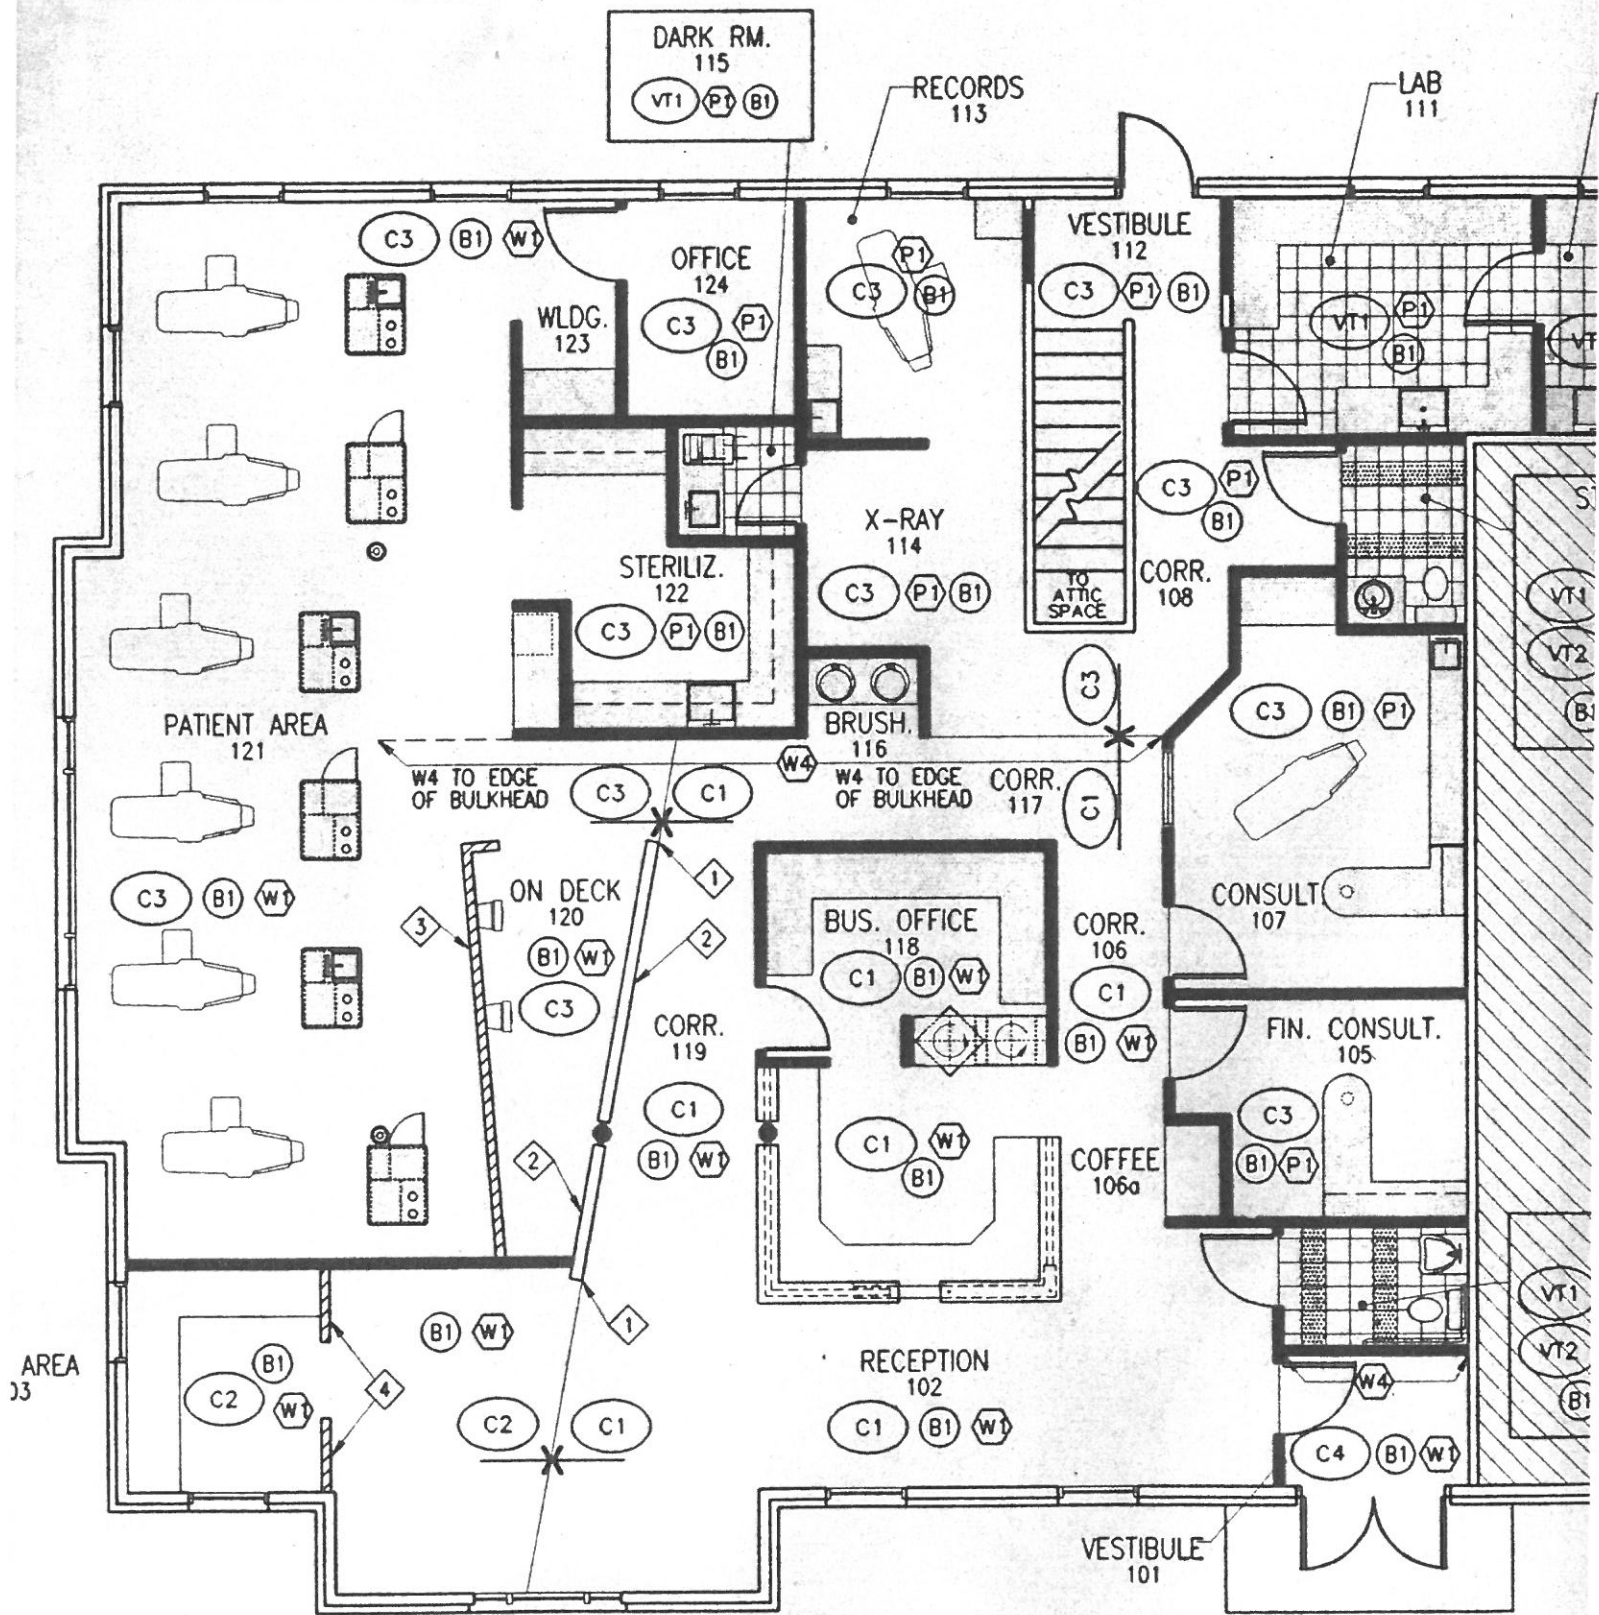 DARK RM.
115
VT1 P1 B1
RECORDS
113
LAB
111
C3 B1 W1
OFFICE
124
C3 P1
B1
WLDG.
123
P1
C3 B1
VESTIBULE
112
C3 P1 B1
VT1 P1
B1
X-RAY
114
C3 P1 B1
C3 P1
B1
CORR.
108
TO
ATTIC
SPACE
STERILIZ.
122
C3 P1 B1
VT1
VT2
PATIENT AREA
121
BRUSH.
116
C3
C1
C3 B1 P1
W4
W4 TO EDGE
OF BULKHEAD
C3 C1
W4 TO EDGE
OF BULKHEAD
CORR.
117
C3 B1 W1
ON DECK
120
B1 W1
C3
1
2
3
BUS. OFFICE
118
C1 B1 W1
CORR.
106
C1
B1 W1
CONSULT.
107
CORR.
119
C1
B1 W1
FIN. CONSULT.
105
C3
B1 P1
C1 W1
B1
COFFEE
106a
2
1
B1 W1
AREA
B1
C2 W1
4
C2 C1
RECEPTION
102
C1 B1 W1
W4
C4 B1 W1
VT1
VT2
B1
VESTIBULE
101